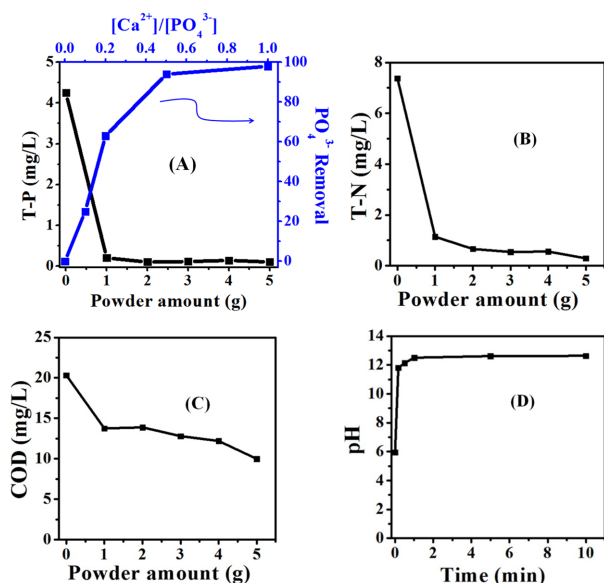 [Ca²⁺]/[PO₄³⁻]
0.0 0.2 0.4 0.6 0.8 1.0
5
4
3
2
1
0
T-P (mg/L)
(A)
100
80
60
40
20
0
PO₄³⁻ Removal
0 1 2 3 4 5
Powder amount (g)
8
6
4
2
0
T-N (mg/L)
(B)
0 1 2 3 4 5
Powder amount (g)
25
20
15
10
5
0
COD (mg/L)
(C)
0 1 2 3 4 5
Powder amount (g)
14
12
10
8
6
4
2
0
pH
(D)
0 2 4 6 8 10
Time (min)